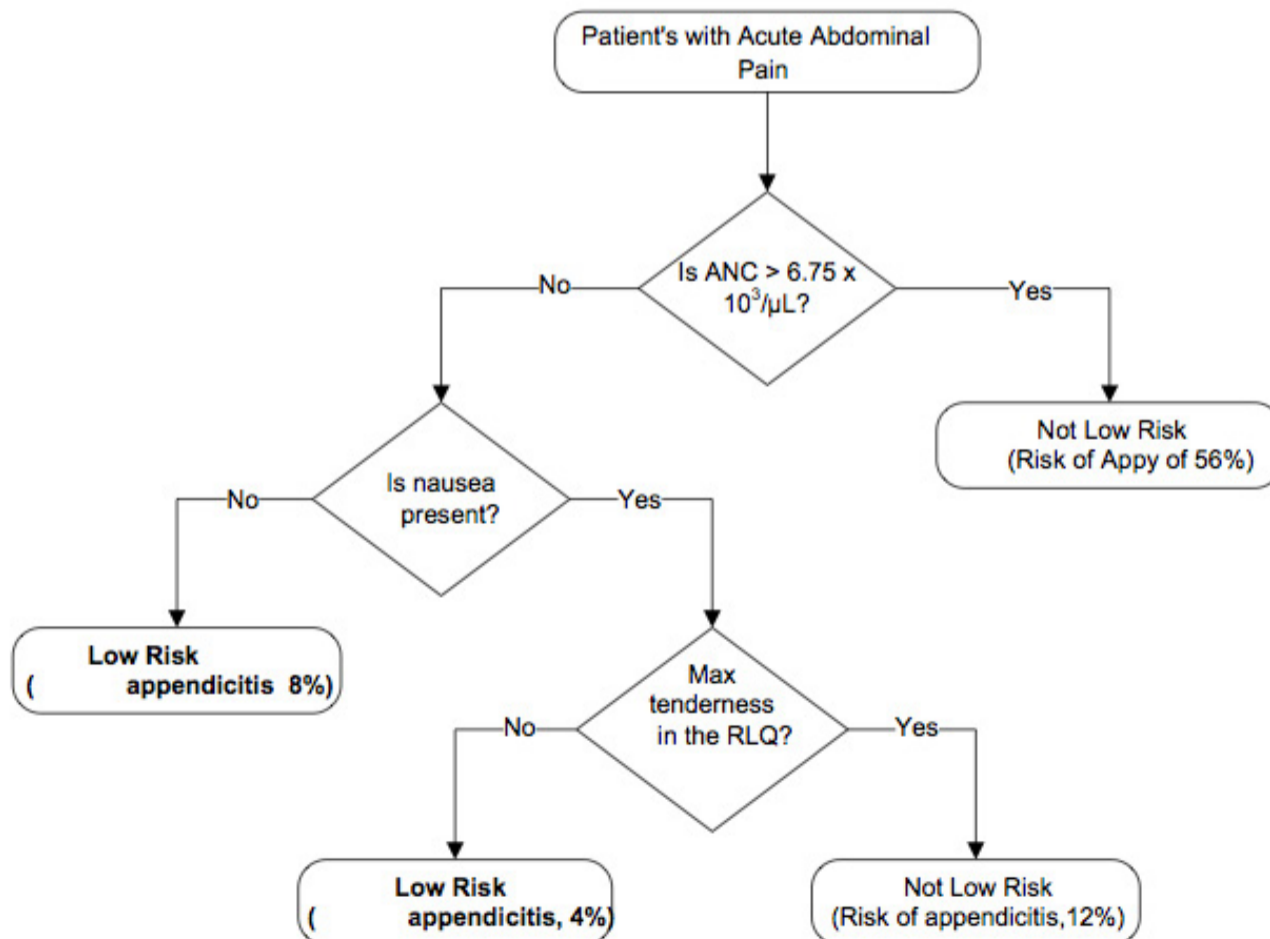 Patient's with Acute Abdominal
Pain
Is ANC > 6.75 x
10³/µL?
No
Yes
Not Low Risk
(Risk of Appy of 56%)
Is nausea
present?
No
Yes
Low Risk
( appendicitis 8%)
Max
tenderness
in the RLQ?
No
Yes
Low Risk
( appendicitis, 4%)
Not Low Risk
(Risk of appendicitis,12%)